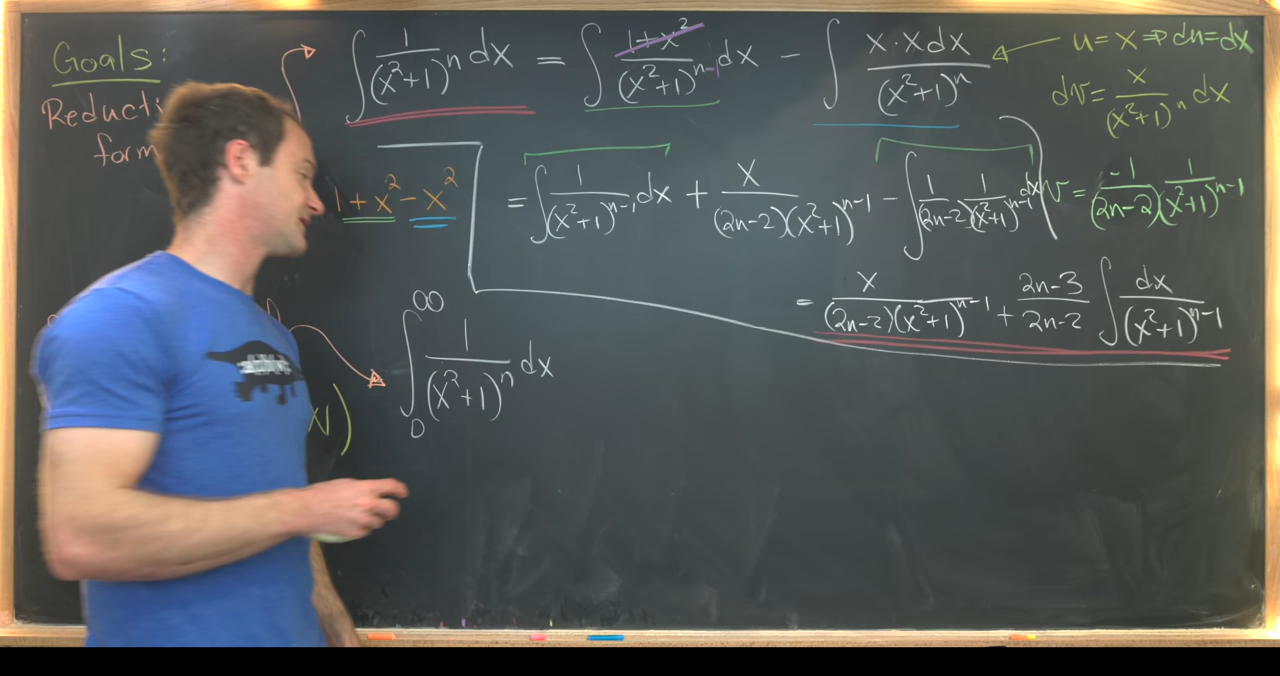 Goals:
Reducti
form
∫ 1/(x²+1)ⁿ dx = ∫ 1+x²/(x²+1)ⁿ⁻¹ dx − ∫ x·x dx/(x²+1)ⁿ
u = x ⇒ du = dx
dv = x/(x²+1)ⁿ dx
v = −1/(2n−2) 1/(x²+1)ⁿ⁻¹
1+x²−x²
= ∫ 1/(x²+1)ⁿ⁻¹ dx + x/(2n−2)(x²+1)ⁿ⁻¹ − ∫ 1/(2n−2) 1/(x²+1)ⁿ⁻¹ dx
= x/(2n−2)(x²+1)ⁿ⁻¹ + 2n−3/2n−2 ∫ dx/(x²+1)ⁿ⁻¹
∫₀^∞ 1/(x²+1)ⁿ dx
N)